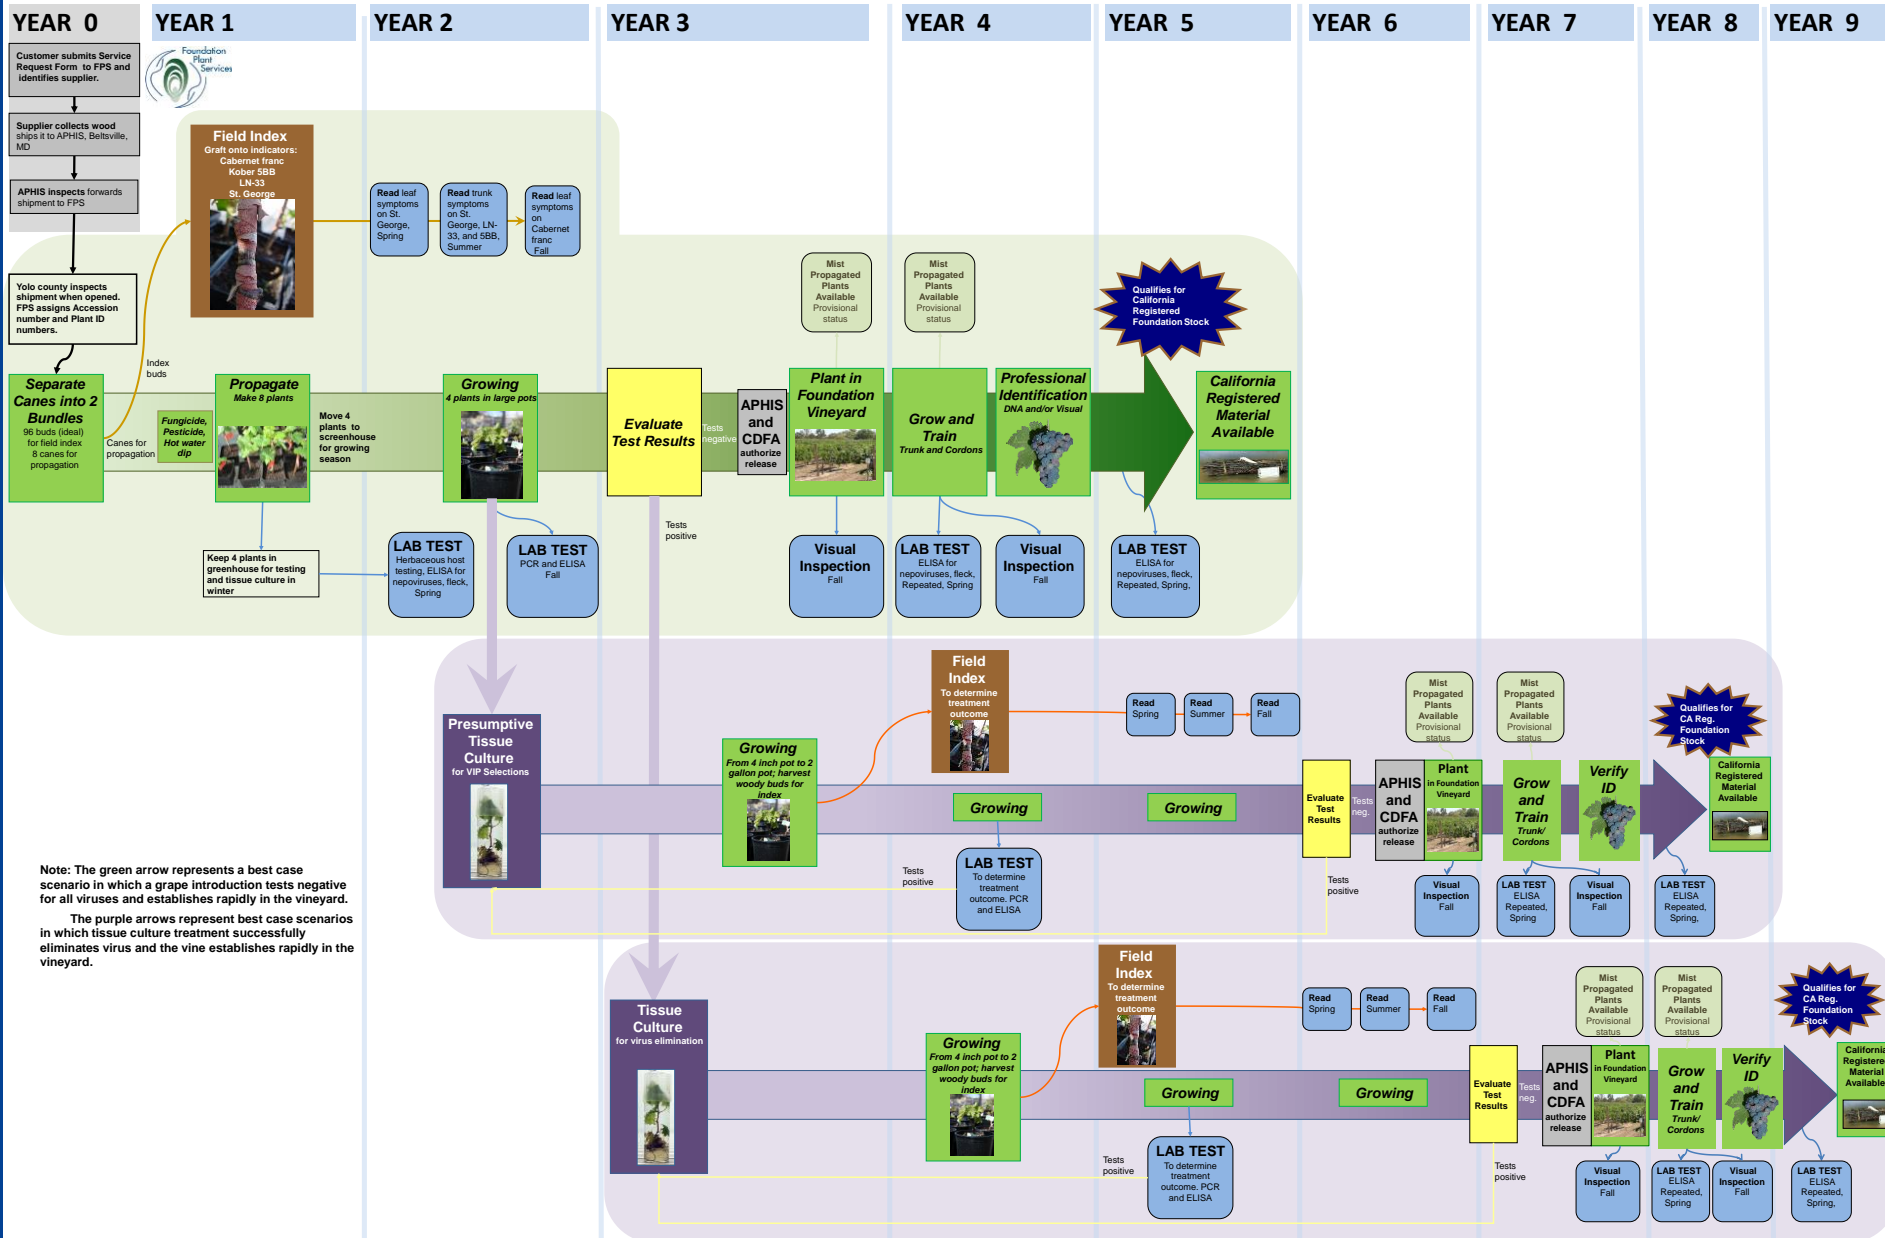 YEAR 0
YEAR 1
YEAR 2
YEAR 3
YEAR 4
YEAR 5
YEAR 6
YEAR 7
YEAR 8
YEAR 9
Customer submits Service
Request Form to FPS and
identifies supplier.
Foundation
Plant
Services
Supplier collects wood
ships it to APHIS, Beltsville,
MD
APHIS inspects forwards
shipment to FPS
Yolo county inspects
shipment when opened.
FPS assigns Accession
number and Plant ID
numbers.
Field Index
Graft onto indicators:
Cabernet franc
Kober 5BB
LN-33
St. George
Read leaf
symptoms
on St.
George,
Spring
Read trunk
symptoms
on St.
George, LN-
33, and 5BB,
Summer
Read leaf
symptoms
on
Cabernet
franc
Fall
Index
buds
Separate
Canes into 2
Bundles
96 buds (ideal)
for field index
8 canes for
propagation
Canes for
propagation
Fungicide,
Pesticide,
Hot water
dip
Propagate
Make 8 plants
Move 4
plants to
screenhouse
for growing
season
Growing
4 plants in large pots
Evaluate
Test Results
Tests
negative
APHIS
and
CDFA
authorize
release
Mist
Propagated
Plants
Available
Provisional
status
Plant in
Foundation
Vineyard
Mist
Propagated
Plants
Available
Provisional
status
Grow and
Train
Trunk and Cordons
Professional
Identification
DNA and/or Visual
Qualifies for
California
Registered
Foundation Stock
California
Registered
Material
Available
Keep 4 plants in
greenhouse for testing
and tissue culture in
winter
LAB TEST
Herbaceous host
testing, ELISA for
nepoviruses, fleck,
Spring
LAB TEST
PCR and ELISA
Fall
Tests
positive
Visual
Inspection
Fall
LAB TEST
ELISA for
nepoviruses, fleck,
Repeated, Spring
Visual
Inspection
Fall
LAB TEST
ELISA for
nepoviruses, fleck,
Repeated, Spring,
Presumptive
Tissue
Culture
for VIP Selections
Growing
From 4 inch pot to 2
gallon pot; harvest
woody buds for
index
Field
Index
To determine
treatment
outcome
Read
Spring
Read
Summer
Read
Fall
Growing
Growing
Tests
positive
LAB TEST
To determine
treatment
outcome. PCR
and ELISA
Evaluate
Test
Results
Tests
neg.
Tests
positive
APHIS
and
CDFA
authorize
release
Mist
Propagated
Plants
Available
Provisional
status
Plant
in Foundation
Vineyard
Mist
Propagated
Plants
Available
Provisional
status
Grow
and
Train
Trunk/
Cordons
Verify
ID
Qualifies for
CA Reg.
Foundation
Stock
California
Registered
Material
Available
Visual
Inspection
Fall
LAB TEST
ELISA
Repeated,
Spring
Visual
Inspection
Fall
LAB TEST
ELISA
Repeated,
Spring,
Note: The green arrow represents a best case
scenario in which a grape introduction tests negative
for all viruses and establishes rapidly in the vineyard.
The purple arrows represent best case scenarios
in which tissue culture treatment successfully
eliminates virus and the vine establishes rapidly in the
vineyard.
Tissue
Culture
for virus elimination
Growing
From 4 inch pot to 2
gallon pot; harvest
woody buds for
index
Field
Index
To determine
treatment
outcome
Read
Spring
Read
Summer
Read
Fall
Growing
Growing
Tests
positive
LAB TEST
To determine
treatment
outcome. PCR
and ELISA
Evaluate
Test
Results
Tests
neg.
Tests
positive
APHIS
and
CDFA
authorize
release
Mist
Propagated
Plants
Available
Provisional
status
Plant
in Foundation
Vineyard
Mist
Propagated
Plants
Available
Provisional
status
Grow
and
Train
Trunk/
Cordons
Verify
ID
Qualifies for
CA Reg.
Foundation
Stock
California
Registered
Material
Available
Visual
Inspection
Fall
LAB TEST
ELISA
Repeated,
Spring
Visual
Inspection
Fall
LAB TEST
ELISA
Repeated,
Spring,